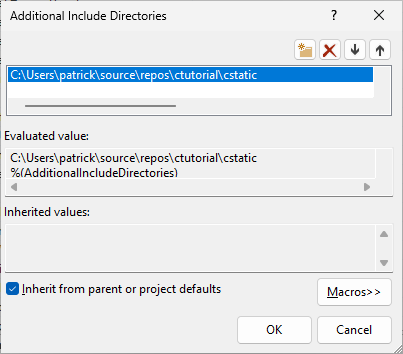 Additional Include Directories
?
C:\Users\patrick\source\repos\ctutorial\cstatic
Evaluated value:
C:\Users\patrick\source\repos\ctutorial\cstatic
%(AdditionalIncludeDirectories)
Inherited values:
Inherit from parent or project defaults
Macros>>
OK
Cancel